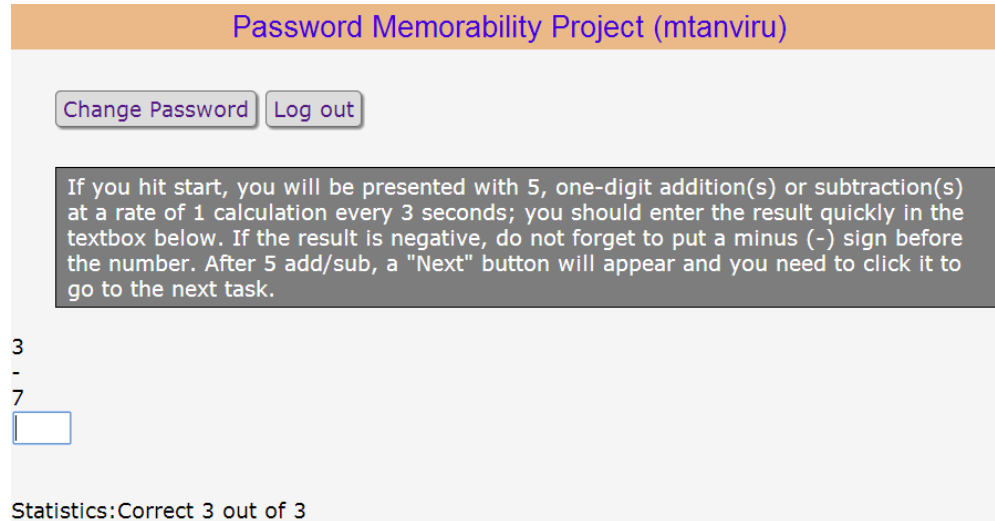 Password Memorability Project (mtanviru)
Change Password Log out
If you hit start, you will be presented with 5, one-digit addition(s) or subtraction(s)
at a rate of 1 calculation every 3 seconds; you should enter the result quickly in the
textbox below. If the result is negative, do not forget to put a minus (-) sign before
the number. After 5 add/sub, a "Next" button will appear and you need to click it to
go to the next task.
3
-
7
Statistics:Correct 3 out of 3